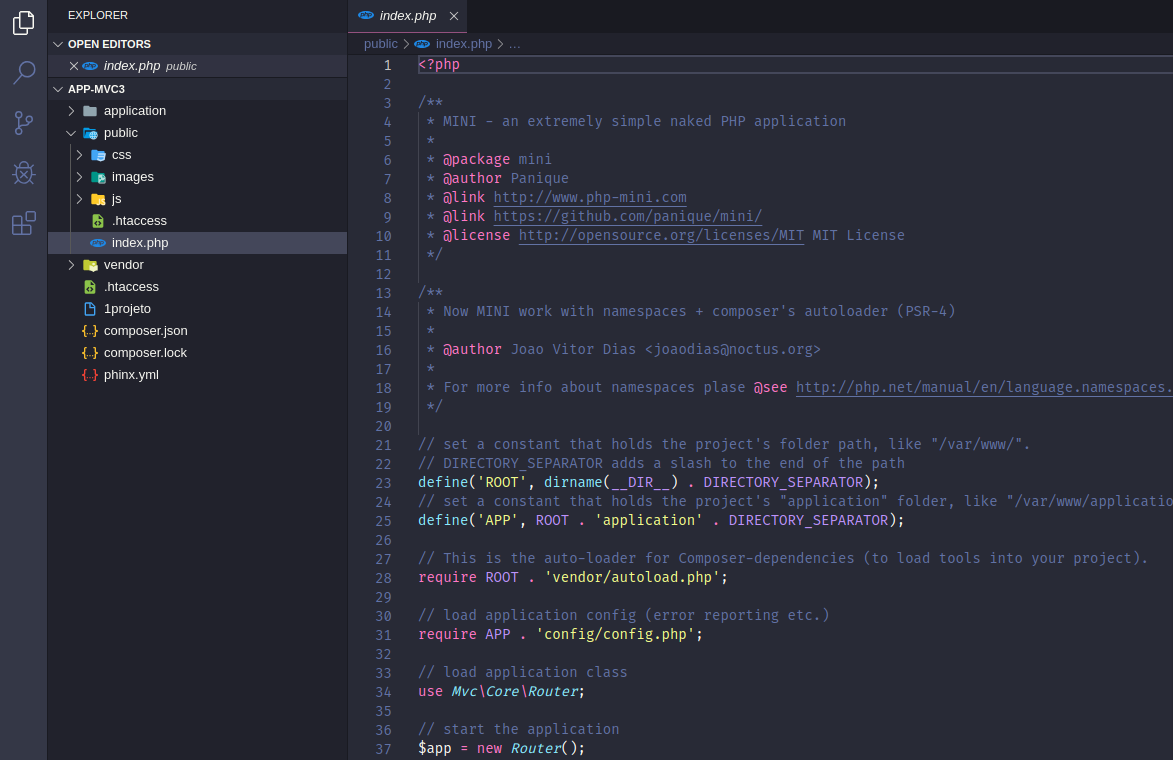 EXPLORER
OPEN EDITORS
index.php public
APP-MVC3
application
public
css
images
js
.htaccess
index.php
vendor
.htaccess
1projeto
composer.json
composer.lock
phinx.yml
index.php
public > index.php > ...
1 <?php
2
3 /**
4 * MINI - an extremely simple naked PHP application
5 *
6 * @package mini
7 * @author Panique
8 * @link http://www.php-mini.com
9 * @link https://github.com/panique/mini/
10 * @license http://opensource.org/licenses/MIT MIT License
11 */
12
13 /**
14 * Now MINI work with namespaces + composer's autoloader (PSR-4)
15 *
16 * @author Joao Vitor Dias <joaodias@noctus.org>
17 *
18 * For more info about namespaces plase @see http://php.net/manual/en/language.namespaces.
19 */
20
21 // set a constant that holds the project's folder path, like "/var/www/".
22 // DIRECTORY_SEPARATOR adds a slash to the end of the path
23 define('ROOT', dirname(__DIR__) . DIRECTORY_SEPARATOR);
24 // set a constant that holds the project's "application" folder, like "/var/www/applicatio
25 define('APP', ROOT . 'application' . DIRECTORY_SEPARATOR);
26
27 // This is the auto-loader for Composer-dependencies (to load tools into your project).
28 require ROOT . 'vendor/autoload.php';
29
30 // load application config (error reporting etc.)
31 require APP . 'config/config.php';
32
33 // load application class
34 use Mvc\Core\Router;
35
36 // start the application
37 $app = new Router();